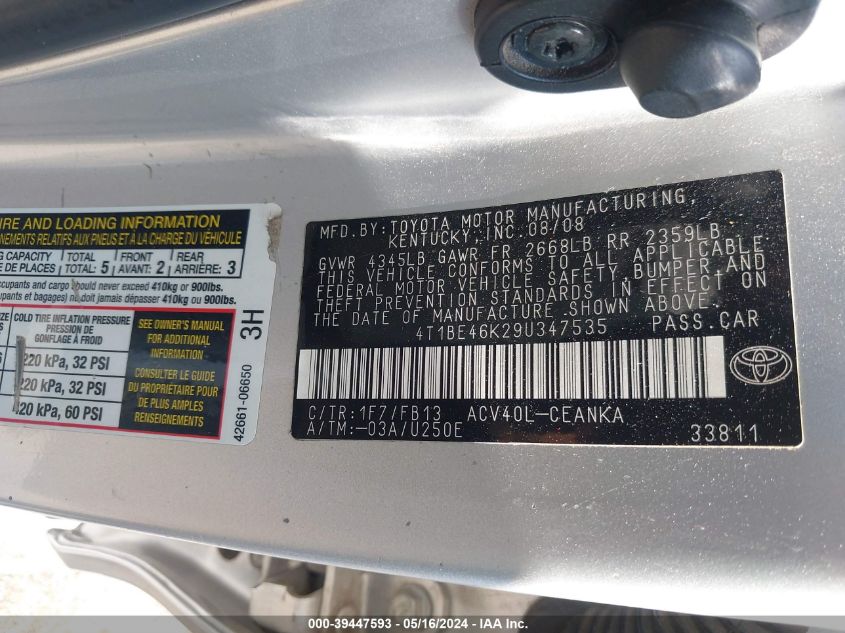 IRE AND LOADING INFORMATION
NEMENTS RELATIFS AUX PNEUS ET À LA CHARGE DU VÉHICULE
G CAPACITY TOTAL FRONT REAR
E DE PLACES TOTAL: 5 AVANT: 2 ARRIÈRE: 3
occupants and cargo should never exceed 410kg or 900lbs.
cupants et bagages) ne doit jamais dépasser 410kg ou 900lbs.
COLD TIRE INFLATION PRESSURE
PRESSION DE
GONFLAGE À FROID
220 kPa, 32 PSI
220 kPa, 32 PSI
420 kPa, 60 PSI
SEE OWNER'S MANUAL
FOR ADDITIONAL
INFORMATION
CONSULTER LE GUIDE
DU PROPRIÉTAIRE POUR
DE PLUS AMPLES
RENSEIGNEMENTS
3H
42661-06650
MFD. BY: TOYOTA MOTOR MANUFACTURING,
KENTUCKY, INC. 08/08
GVWR 4345LB GAWR FR 2668LB RR 2359LB
THIS VEHICLE CONFORMS TO ALL APPLICABLE
FEDERAL MOTOR VEHICLE SAFETY, BUMPER, AND
THEFT PREVENTION STANDARDS IN EFFECT ON
THE DATE OF MANUFACTURE SHOWN ABOVE.
4T1BE46K29U347535 PASS.CAR
C/TR: 1F7/FB13 ACV40L-CEANKA
A/TM:-03A/U250E
33811
000-39447593 - 05/16/2024 - IAA Inc.